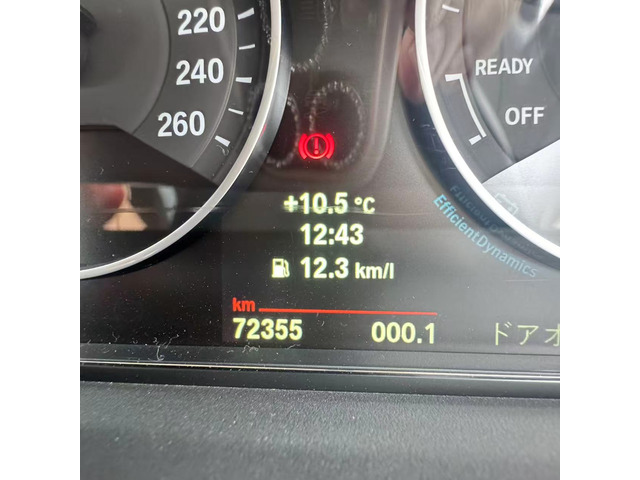 220
240
260
READY
OFF
+10.5 °C
12:43
12.3 km/l
EfficientDynamics
km
72355 000.1 ドアオ